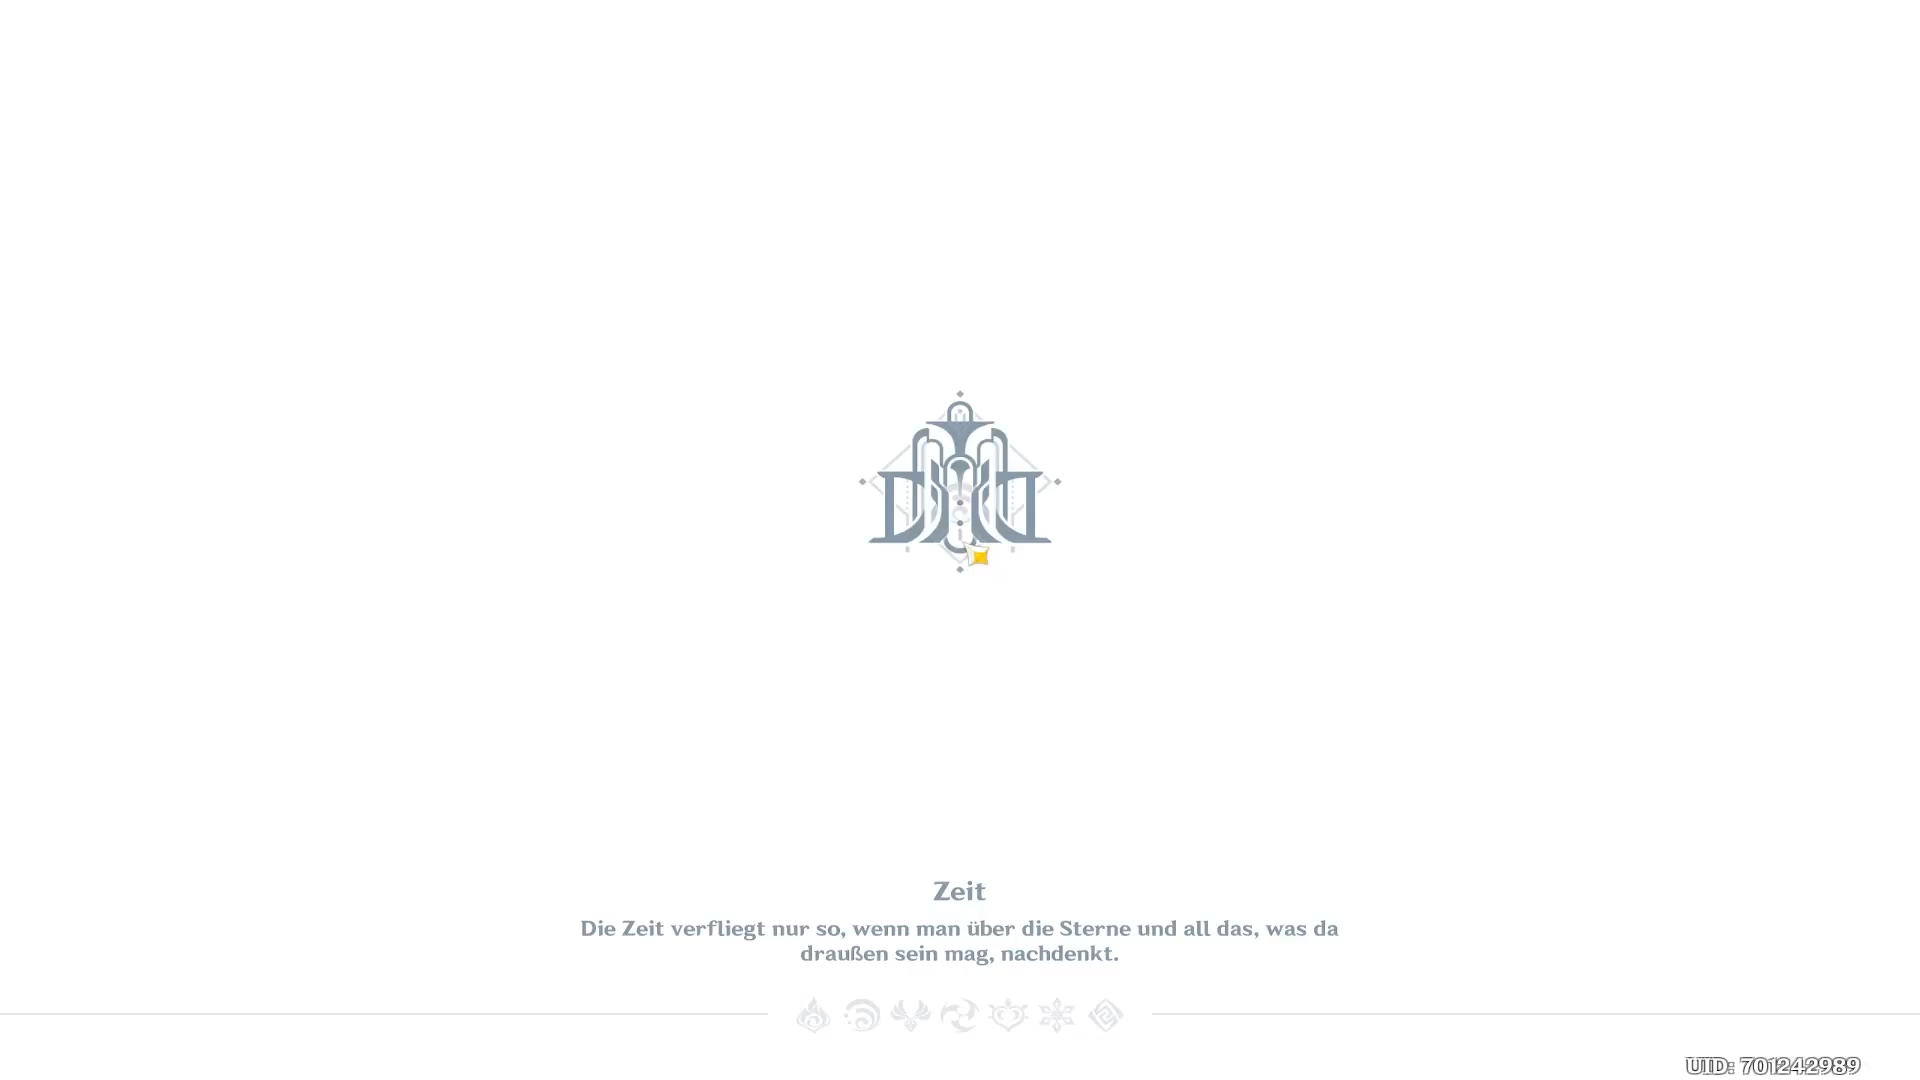 Zeit
Die Zeit verfliegt nur so, wenn man über die Sterne und all das, was da
draußen sein mag, nachdenkt.
UID: 701242989